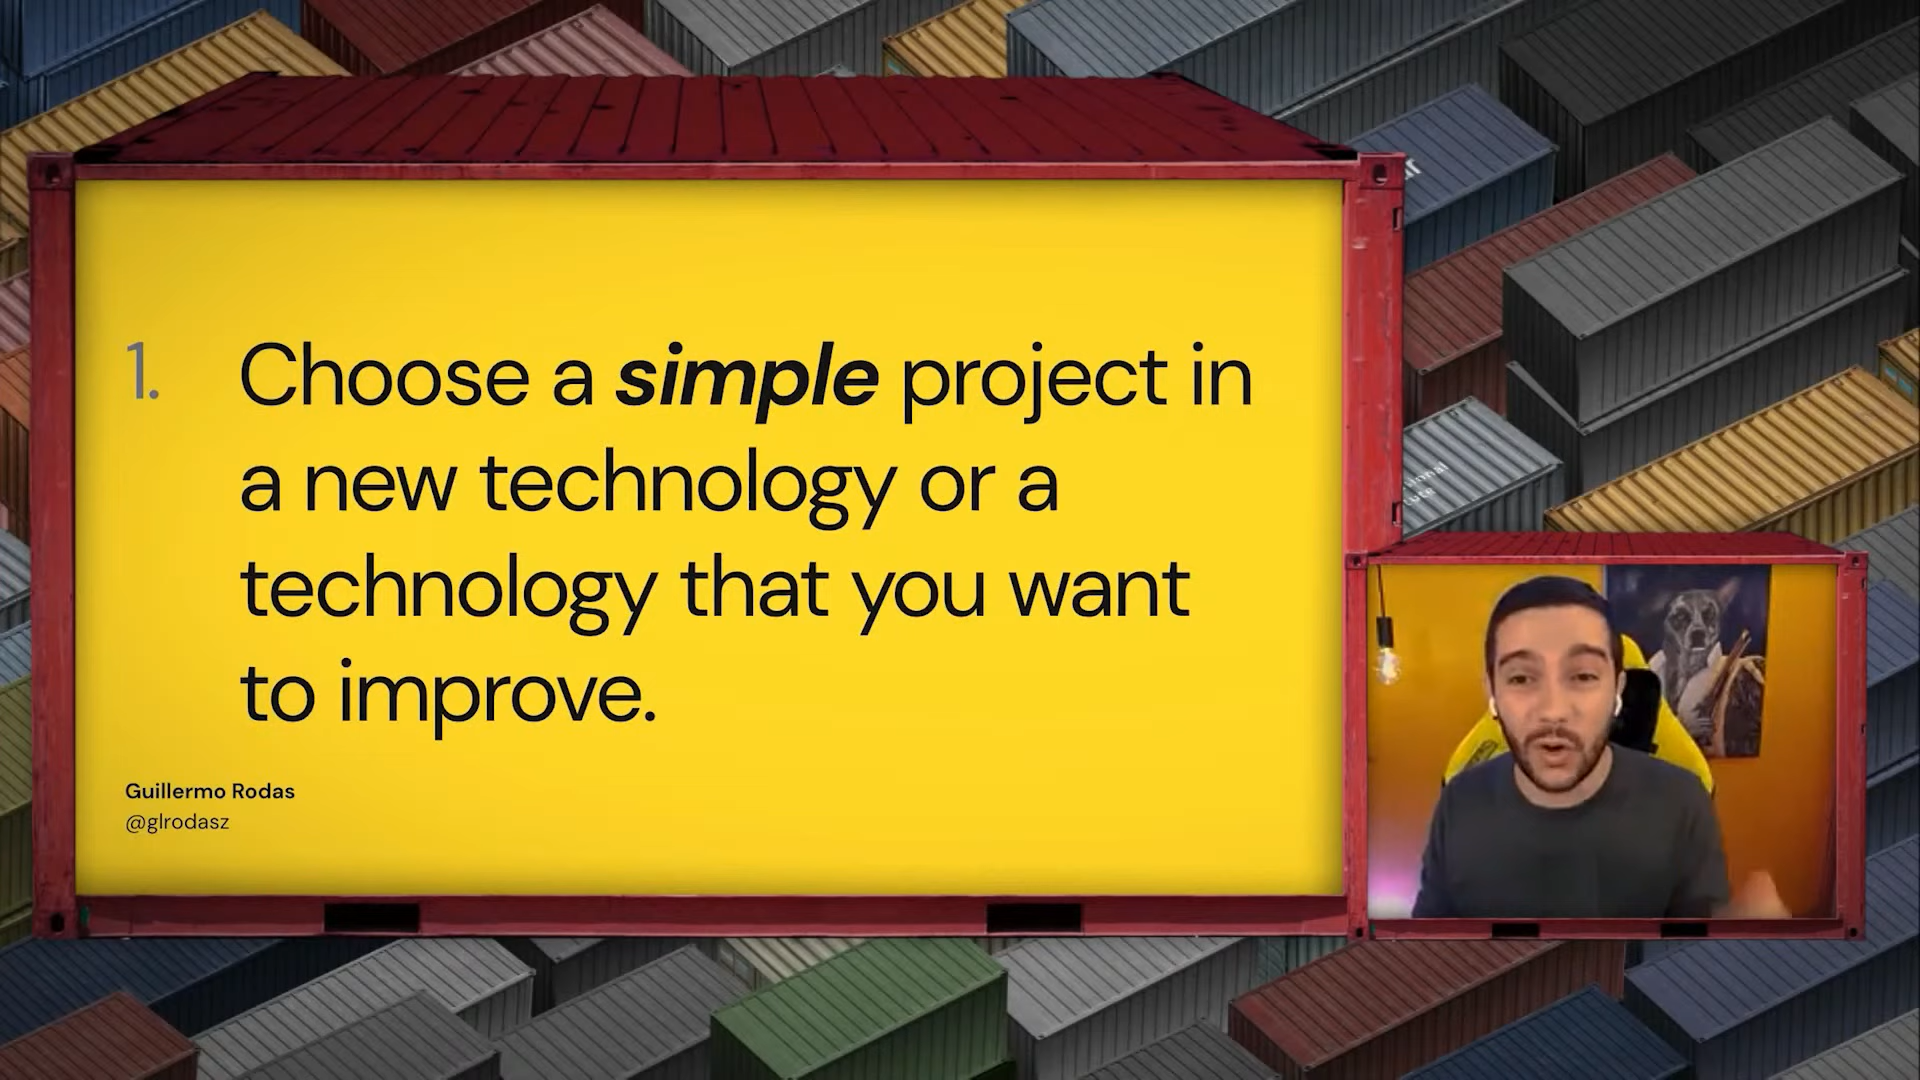 1. Choose a simple project in
a new technology or a
technology that you want
to improve.
Guillermo Rodas
@glrodasz